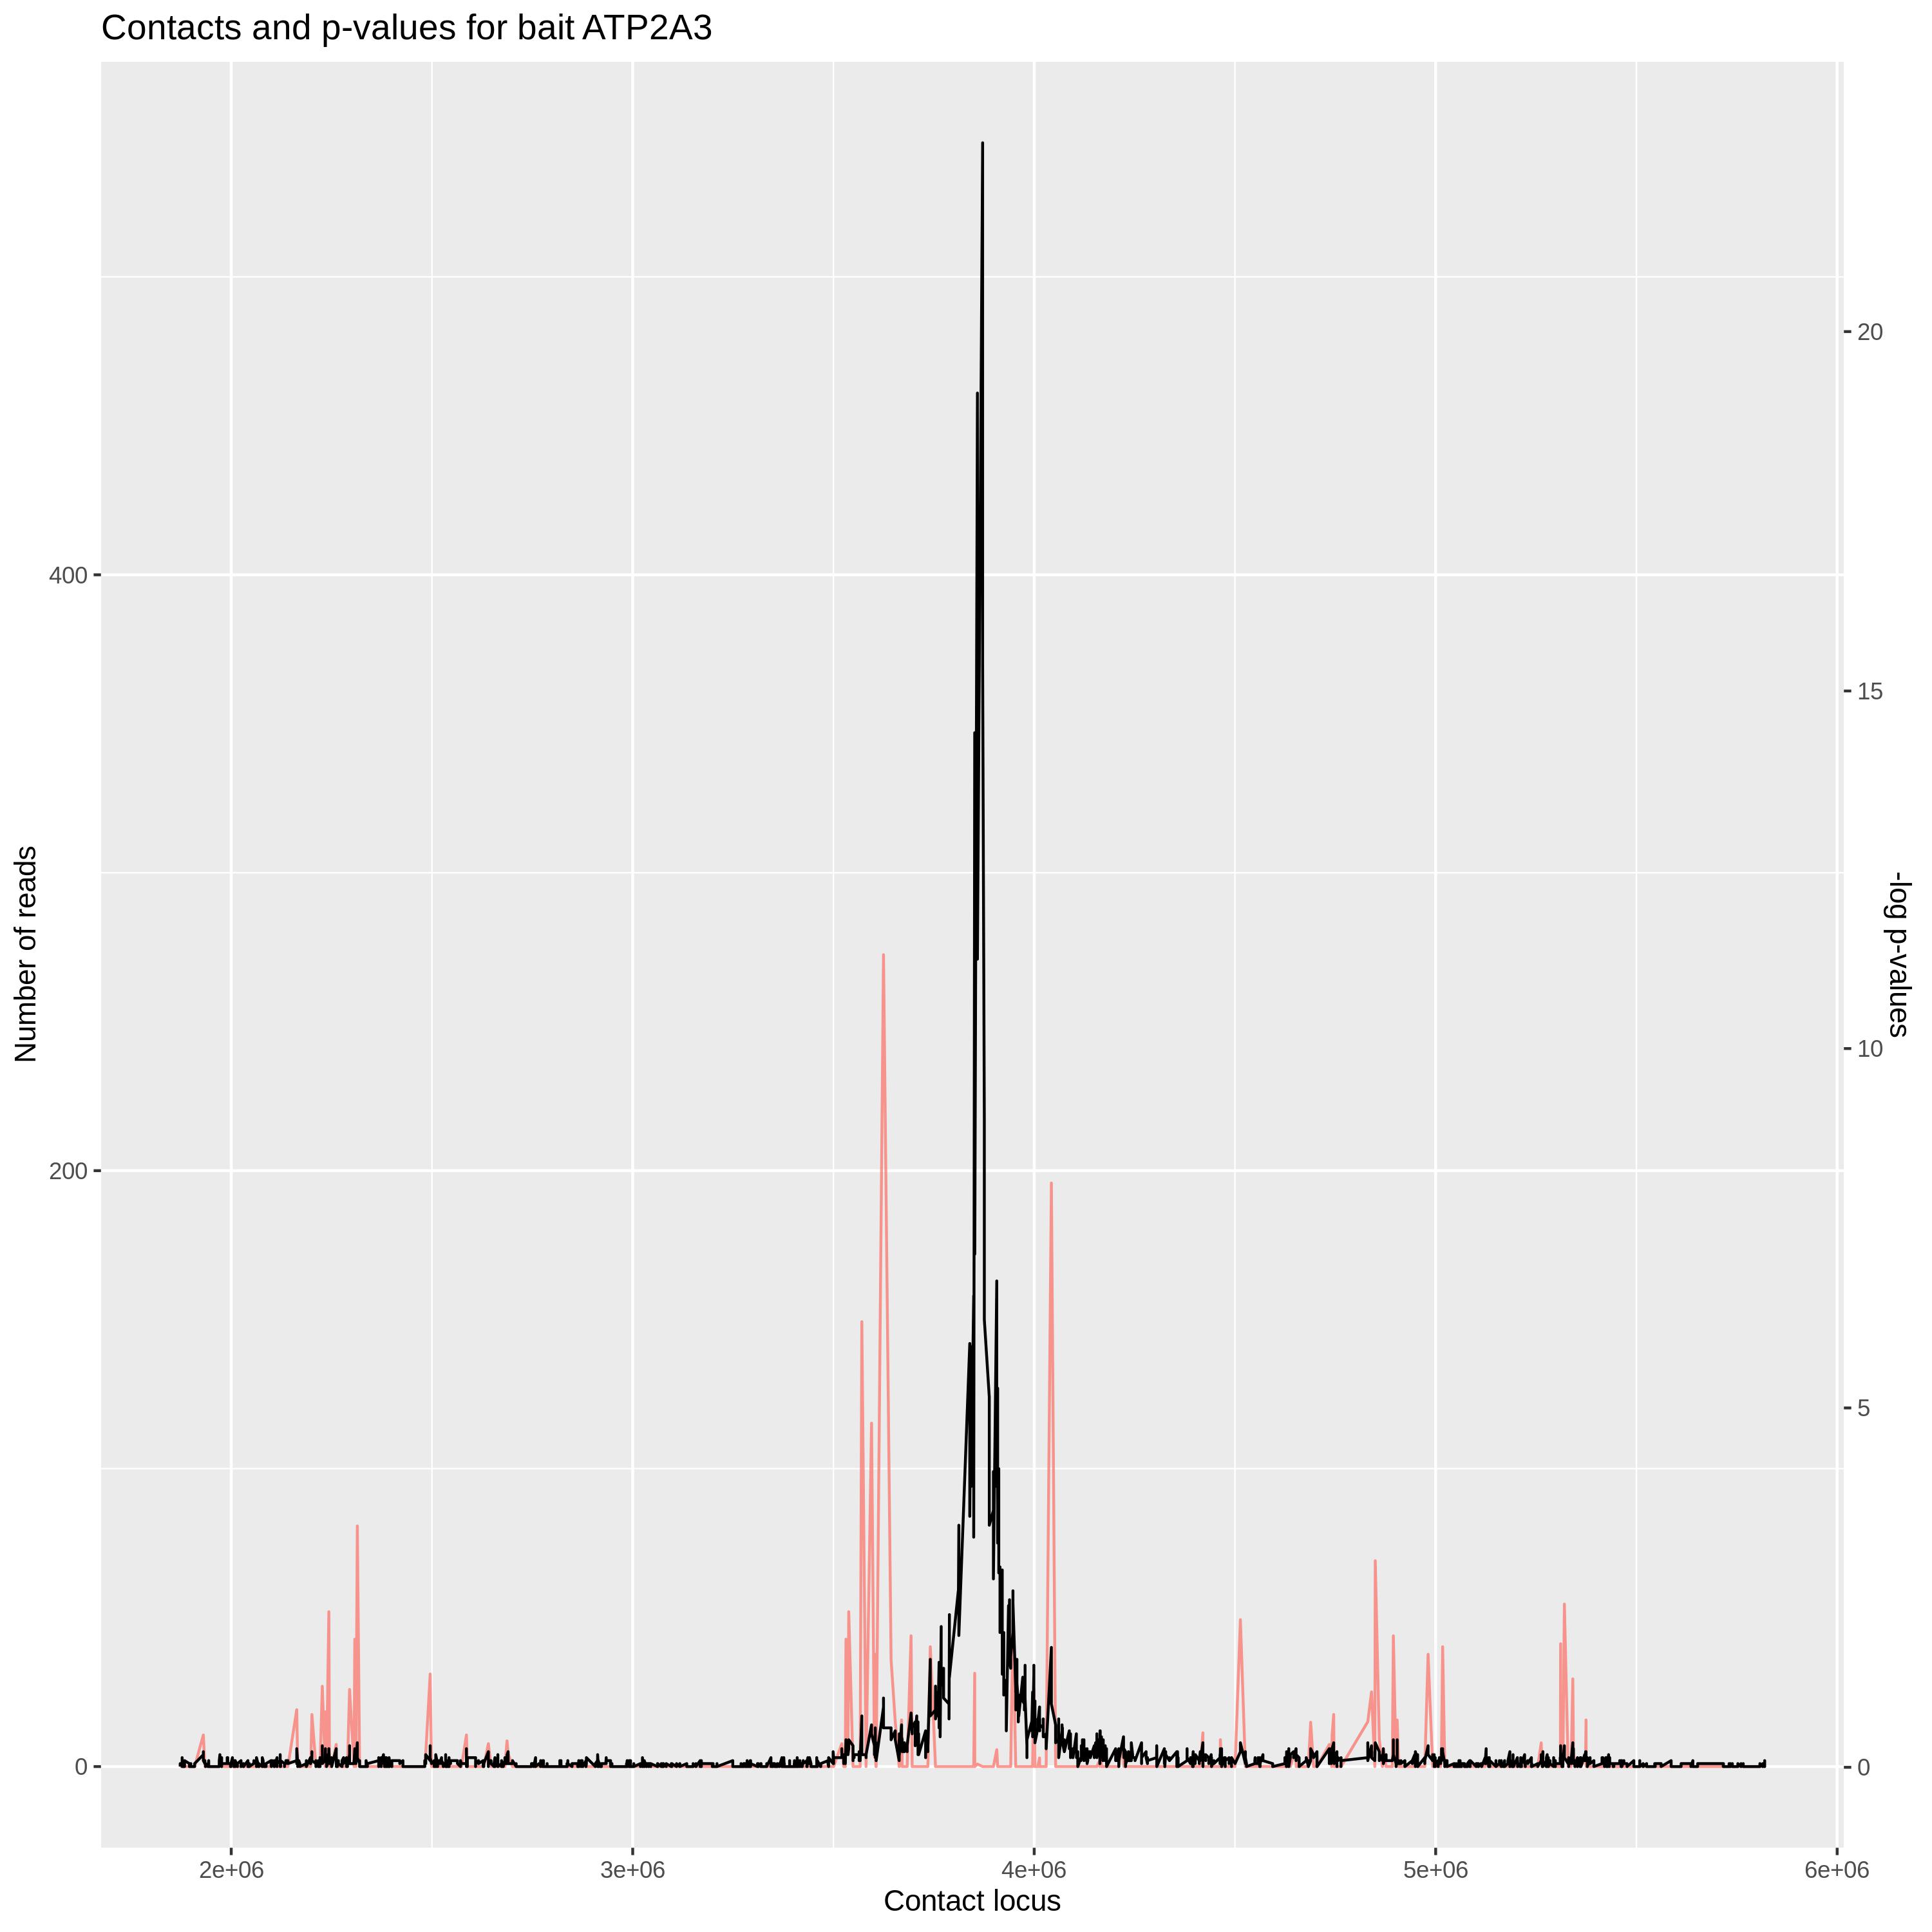 Contacts and p-values for bait ATP2A3
Number of reads
400
200
0
20
15
10
5
0
-log p-values
2e+06 3e+06 4e+06 5e+06 6e+06
Contact locus